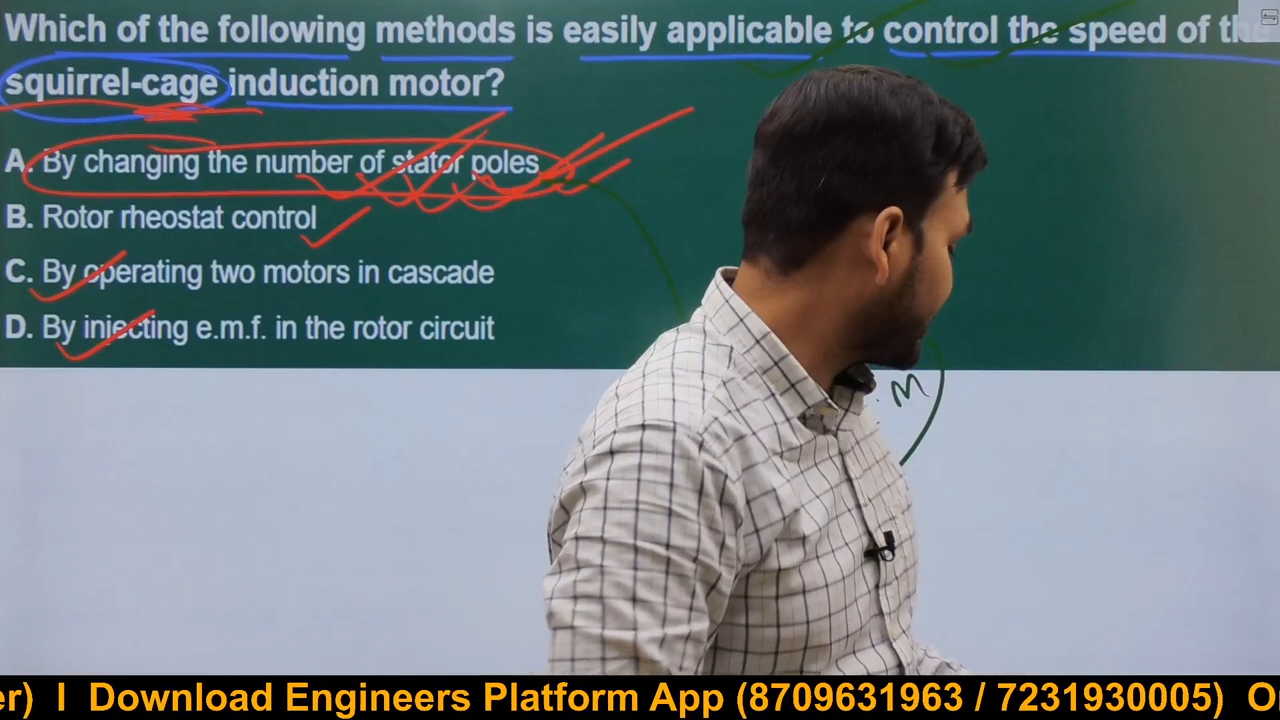 Which of the following methods is easily applicable to control the speed of the
squirrel-cage induction motor?
A. By changing the number of stator poles
B. Rotor rheostat control
C. By operating two motors in cascade
D. By injecting e.m.f. in the rotor circuit
M
er) I Download Engineers Platform App (8709631963 / 7231930005) O